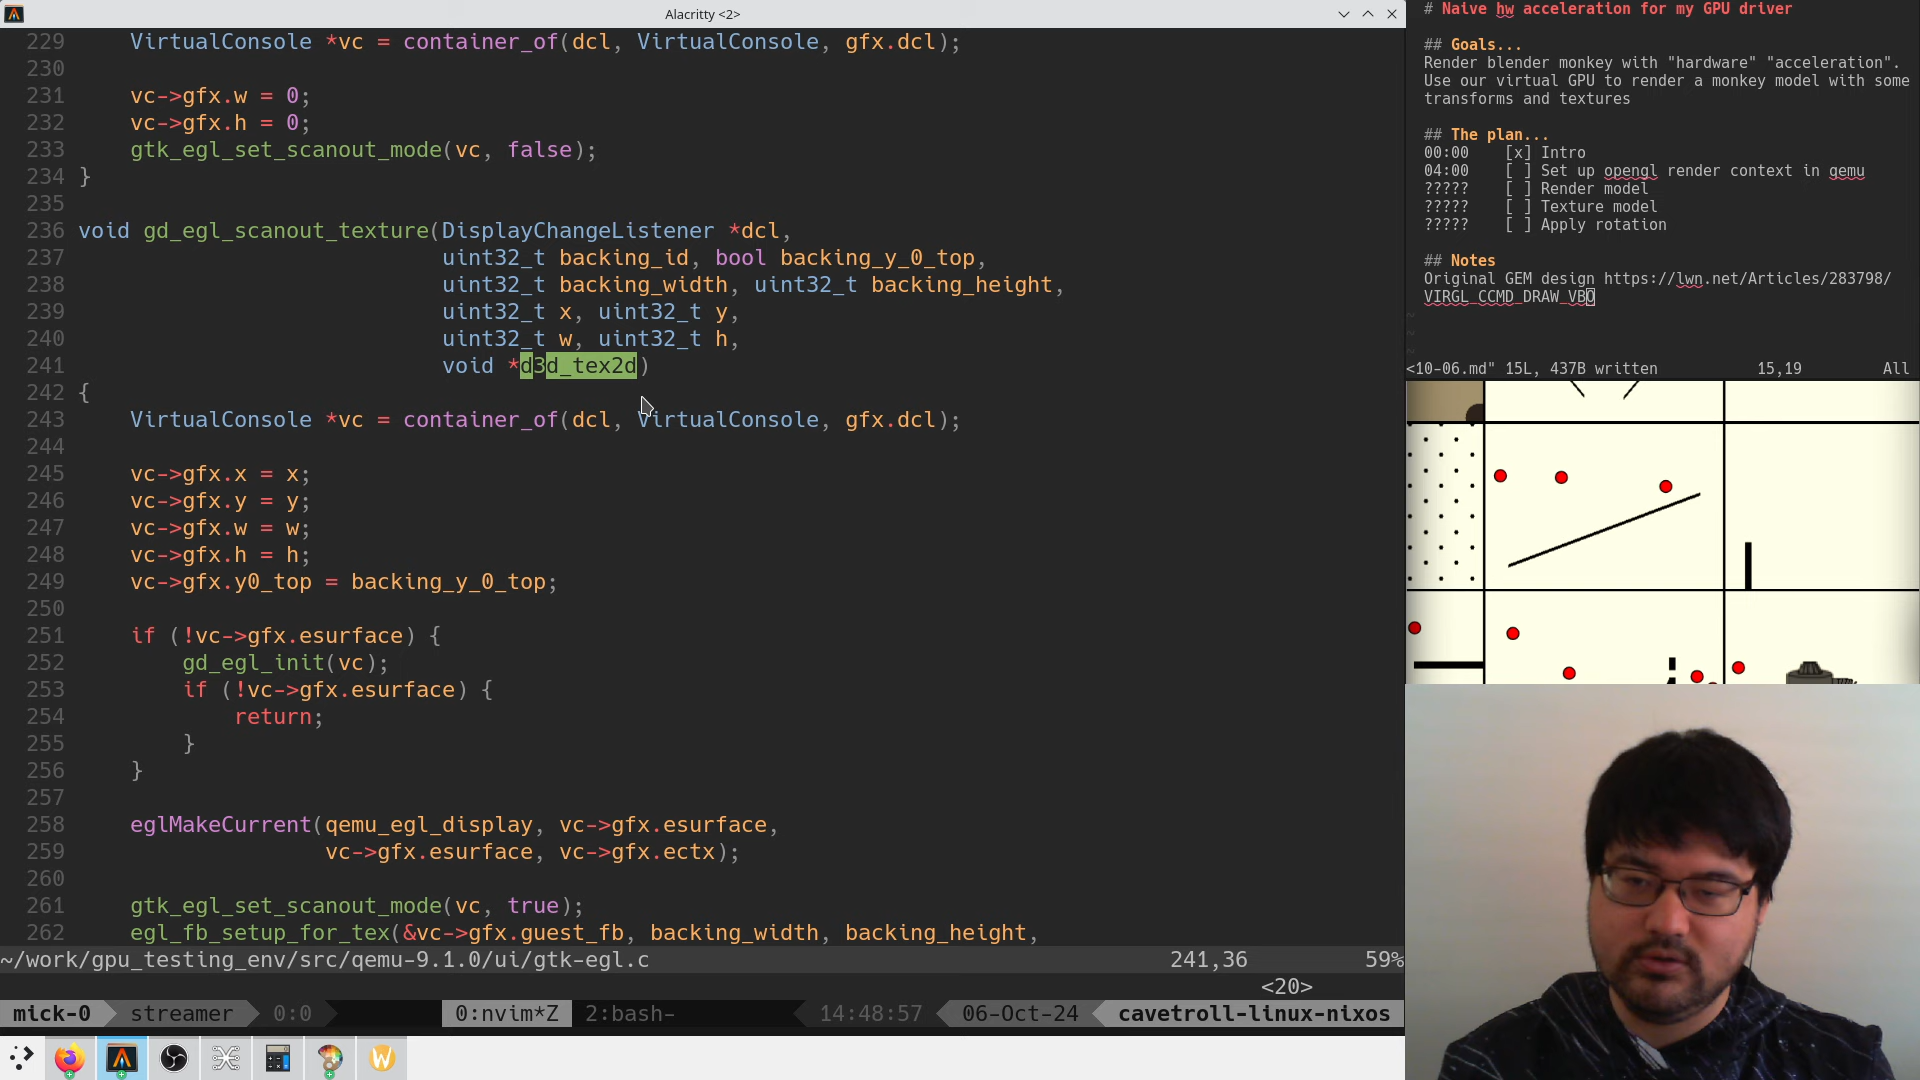 Alacritty <2>
229 VirtualConsole *vc = container_of(dcl, VirtualConsole, gfx.dcl);
230
231 vc->gfx.w = 0;
232 vc->gfx.h = 0;
233 gtk_egl_set_scanout_mode(vc, false);
234 }
235
236 void gd_egl_scanout_texture(DisplayChangeListener *dcl,
237 uint32_t backing_id, bool backing_y_0_top,
238 uint32_t backing_width, uint32_t backing_height,
239 uint32_t x, uint32_t y,
240 uint32_t w, uint32_t h,
241 void *d3d_tex2d)
242 {
243 VirtualConsole *vc = container_of(dcl, VirtualConsole, gfx.dcl);
244
245 vc->gfx.x = x;
246 vc->gfx.y = y;
247 vc->gfx.w = w;
248 vc->gfx.h = h;
249 vc->gfx.y0_top = backing_y_0_top;
250
251 if (!vc->gfx.esurface) {
252 gd_egl_init(vc);
253 if (!vc->gfx.esurface) {
254 return;
255 }
256 }
257
258 eglMakeCurrent(qemu_egl_display, vc->gfx.esurface,
259 vc->gfx.esurface, vc->gfx.ectx);
260
261 gtk_egl_set_scanout_mode(vc, true);
262 egl_fb_setup_for_tex(&vc->gfx.guest_fb, backing_width, backing_height,
~/work/gpu_testing_env/src/qemu-9.1.0/ui/gtk-egl.c 241,36 59%
<20>
mick-0 streamer 0:0 0:nvim*Z 2:bash- 14:48:57 06-Oct-24 cavetroll-linux-nixos
# Naive hw acceleration for my GPU driver
## Goals...
Render blender monkey with "hardware" "acceleration".
Use our virtual GPU to render a monkey model with some
transforms and textures
## The plan...
00:00 [x] Intro
04:00 [ ] Set up opengl render context in qemu
????? [ ] Render model
????? [ ] Texture model
????? [ ] Apply rotation
## Notes
Original GEM design https://lwn.net/Articles/283798/
VIRGL_CCMD_DRAW_VBO
~
~
~
<10-06.md" 15L, 437B written 15,19 All